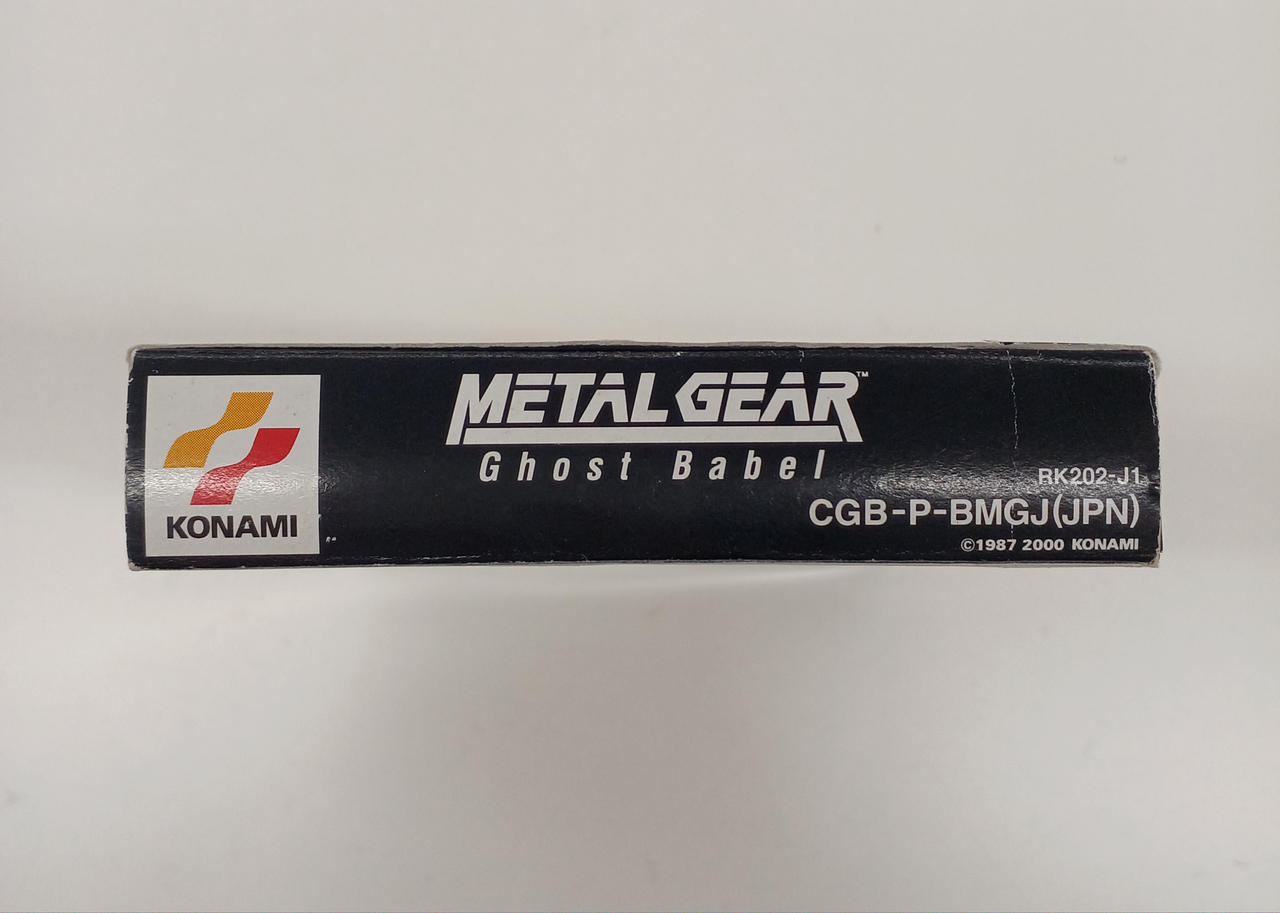 METAL GEAR™
Ghost Babel
KONAMI
RK202-J1
CGB-P-BMGJ(JPN)
©1987 2000 KONAMI